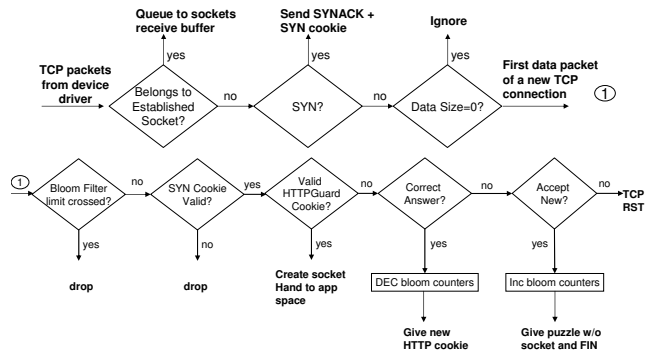 Queue to sockets
receive buffer
Send SYNACK +
SYN cookie
Ignore
yes
yes
yes
TCP packets
from device
driver
Belongs to
Established
Socket?
no
SYN?
no
Data Size=0?
First data packet
of a new TCP
connection
1
1
Bloom Filter
limit crossed?
no
SYN Cookie
Valid?
yes
Valid
HTTPGuard
Cookie?
no
Correct
Answer?
no
Accept
New?
no
TCP
RST
yes
no
yes
yes
yes
drop
drop
Create socket
Hand to app
space
DEC bloom counters
Inc bloom counters
Give new
HTTP cookie
Give puzzle w/o
socket and FIN